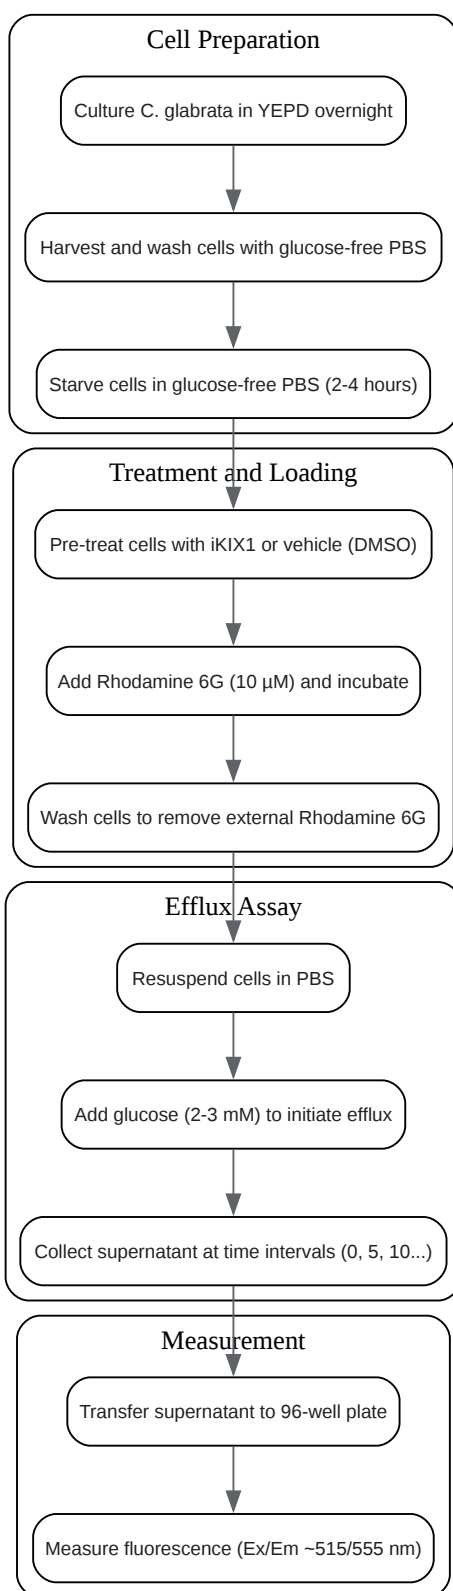 Cell Preparation
Culture C. glabrata in YEPD overnight
Harvest and wash cells with glucose-free PBS
Starve cells in glucose-free PBS (2-4 hours)
Treatment and Loading
Pre-treat cells with iKIX1 or vehicle (DMSO)
Add Rhodamine 6G (10 µM) and incubate
Wash cells to remove external Rhodamine 6G
Efflux Assay
Resuspend cells in PBS
Add glucose (2-3 mM) to initiate efflux
Collect supernatant at time intervals (0, 5, 10...)
Measurement
Transfer supernatant to 96-well plate
Measure fluorescence (Ex/Em ~515/555 nm)